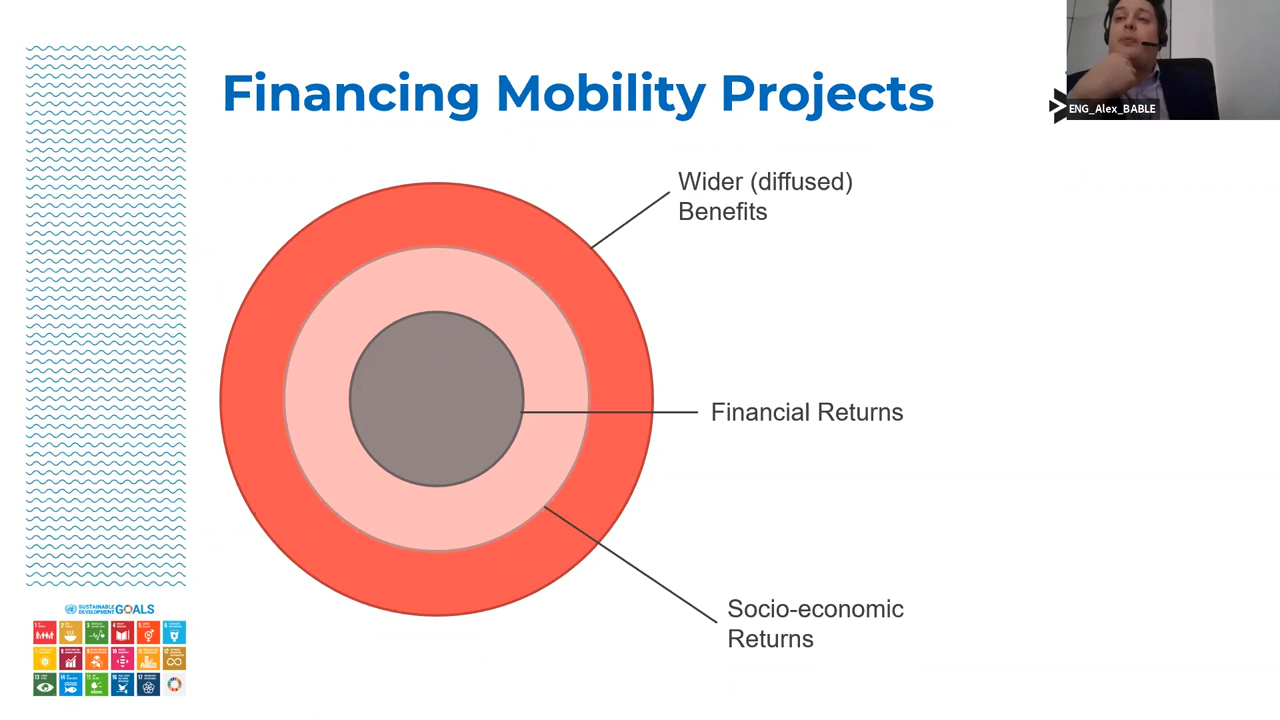 Financing Mobility Projects
ENG_Alex_BABLE
Wider (diffused)
Benefits
Financial Returns
Socio-economic
Returns
SUSTAINABLE
DEVELOPMENT GOALS